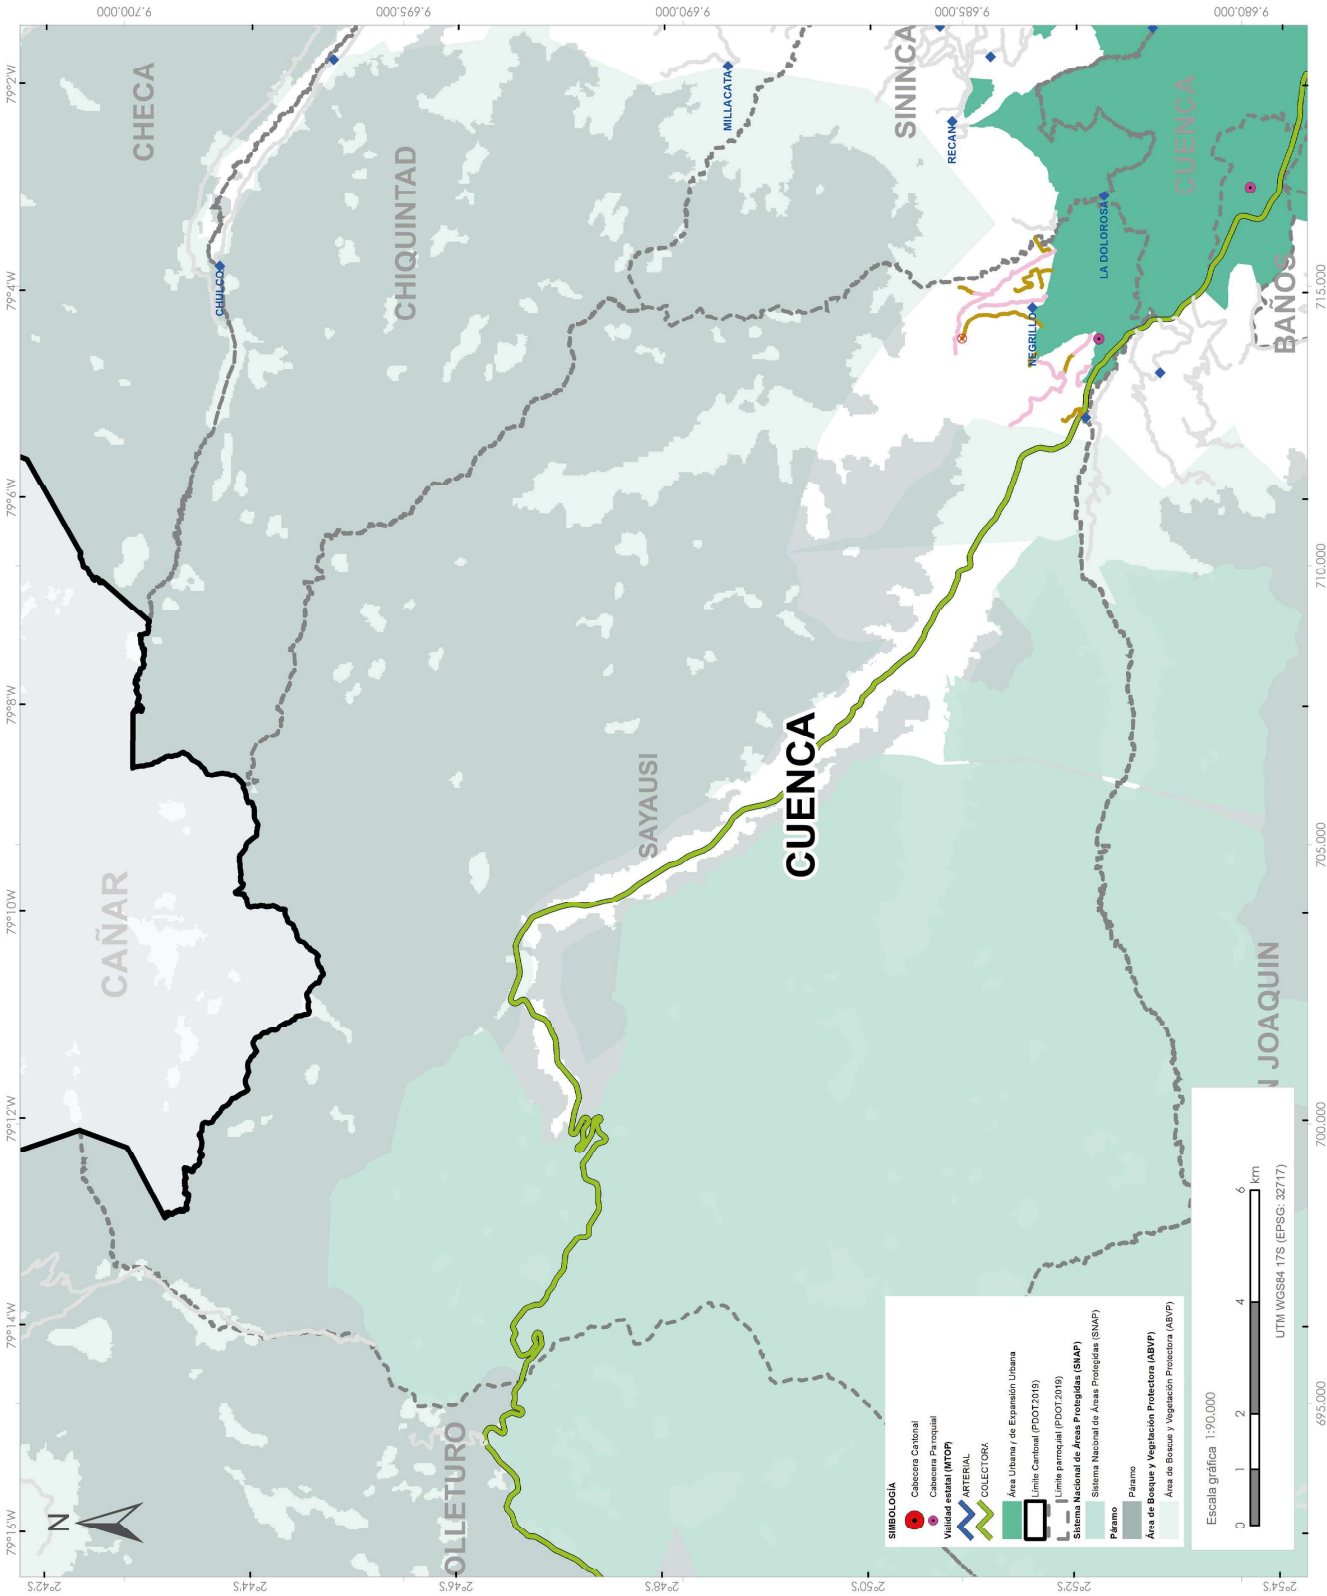 2°42'S
2°44'S
2°46'S
2°48'S
2°50'S
2°52'S
2°54'S
79°2'W
79°4'W
79°6'W
79°8'W
79°10'W
79°12'W
79°14'W
79°16'W
9.700.000
9.695.000
9.690.000
9.685.000
9.680.000
715.000
710.000
705.000
700.000
695.000
CHECA
CHIQUINTAD
SININCA
CUENCA
BAÑOS
CAÑAR
SAYAUSI
CUENCA
N JOAQUIN
OLLETURO
CHULCO
MILLACATA
RECAN
LA DOLOROSA
NEGRILLO
N
SIMBOLOGÍA
Cabecera Cantonal
Cabecera Parroquial
Vialidad estatal (MTOP)
ARTERIAL
COLECTORA
Área Urbana / de Expansión Urbana
Límite Cantonal (PDOT2019)
Límite parroquial (PDOT2019)
Sistema Nacional de Áreas Protegidas (SNAP)
Sistema Nacional de Áreas Protegidas (SNAP)
Páramo
Páramo
Área de Bosque y Vegetación Protectora (ABVP)
Área de Bosque y Vegetación Protectora (ABVP)
Escala gráfica 1:90.000
0 1 2 4 6
km
UTM WGS84 17S (EPSG: 32717)